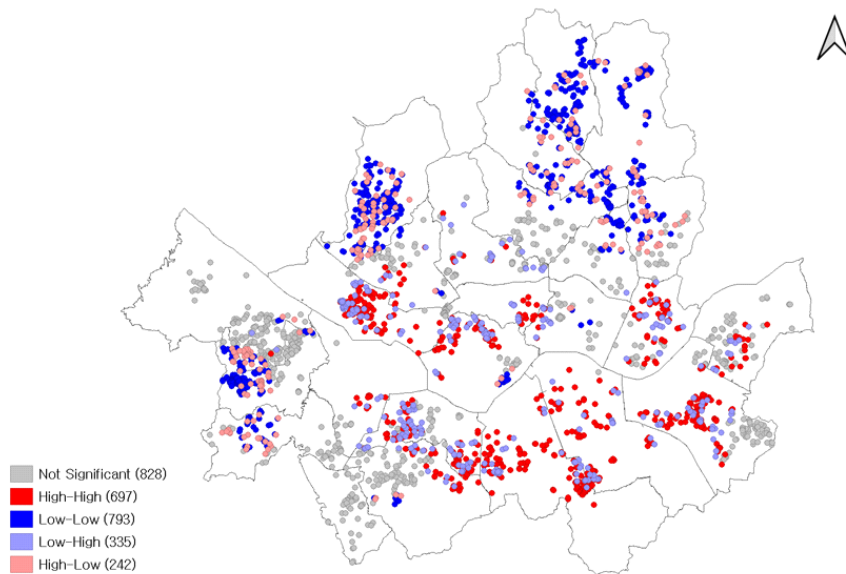 Not Significant (828)
High-High (697)
Low-Low (793)
Low-High (335)
High-Low (242)